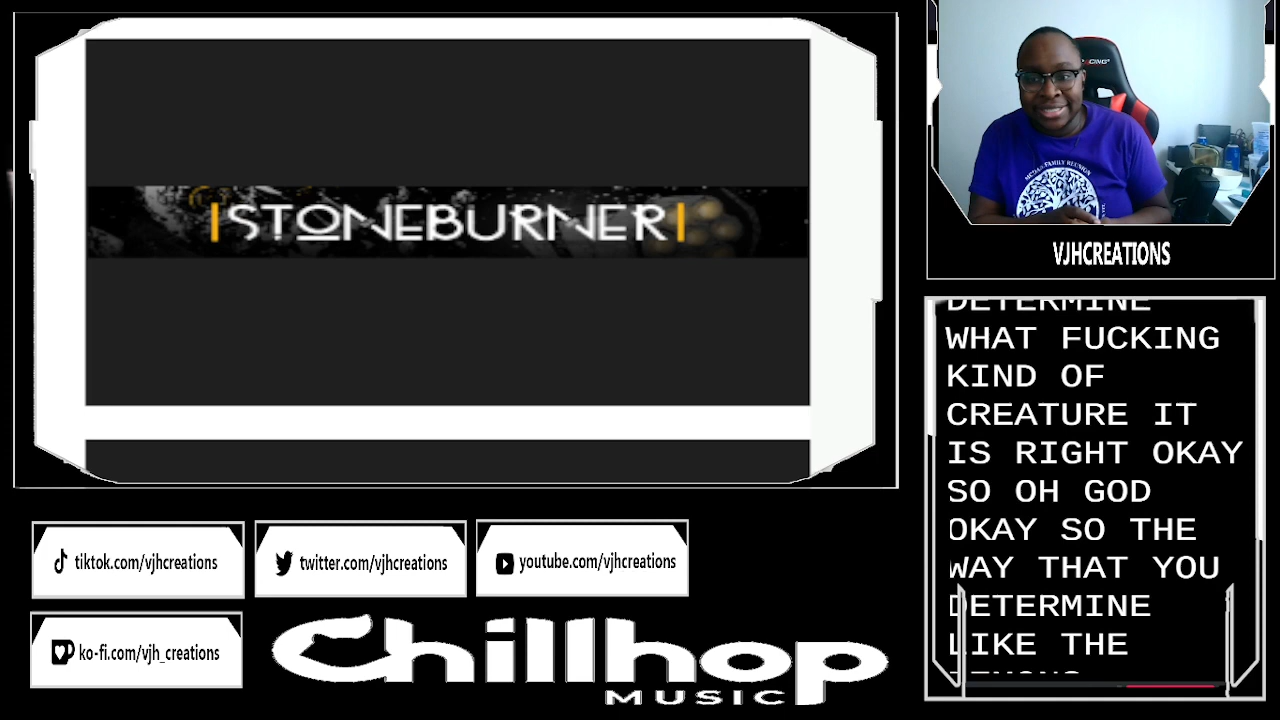 |STONEBURNER|
VJHCREATIONS
DETERMINE
WHAT FUCKING
KIND OF
CREATURE IT
IS RIGHT OKAY
SO OH GOD
OKAY SO THE
WAY THAT YOU
DETERMINE
LIKE THE
tiktok.com/vjhcreations
twitter.com/vjhcreations
youtube.com/vjhcreations
ko-fi.com/vjh_creations
Chillhop
MUSIC